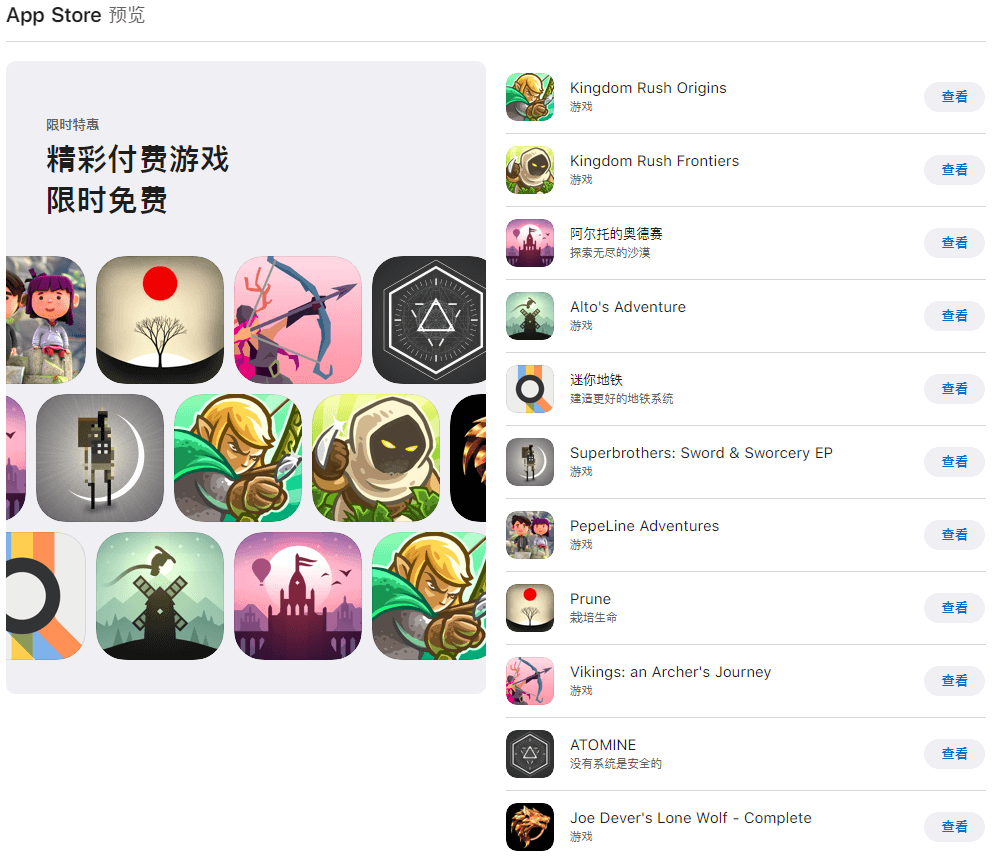 App Store 预览
限时特惠
精彩付费游戏
限时免费
Kingdom Rush Origins
游戏
查看
Kingdom Rush Frontiers
游戏
查看
阿尔托的奥德赛
探索无尽的沙漠
查看
Alto's Adventure
游戏
查看
迷你地铁
建造更好的地铁系统
查看
Superbrothers: Sword & Sworcery EP
游戏
查看
PepeLine Adventures
游戏
查看
Prune
栽培生命
查看
Vikings: an Archer's Journey
游戏
查看
ATOMINE
没有系统是安全的
查看
Joe Dever's Lone Wolf - Complete
游戏
查看